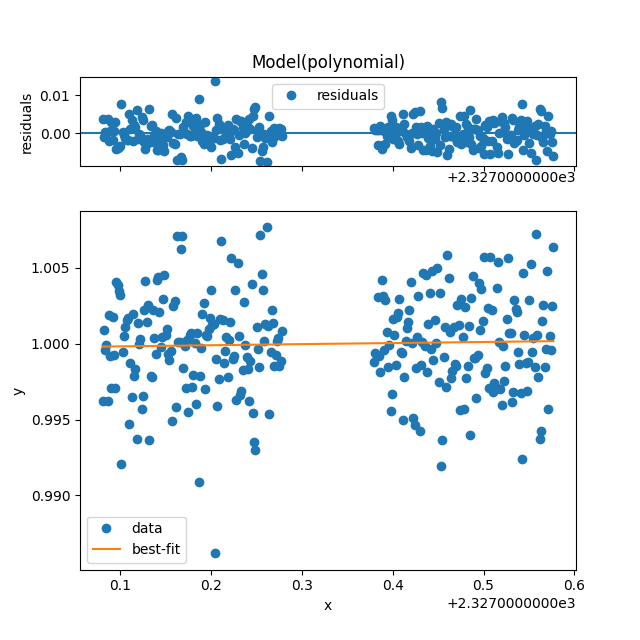 Model(polynomial)
residuals
0.01
0.00
residuals
+2.3270000000e3
y
1.005
1.000
0.995
0.990
data
best-fit
0.1 0.2 0.3 0.4 0.5 0.6
x
+2.3270000000e3